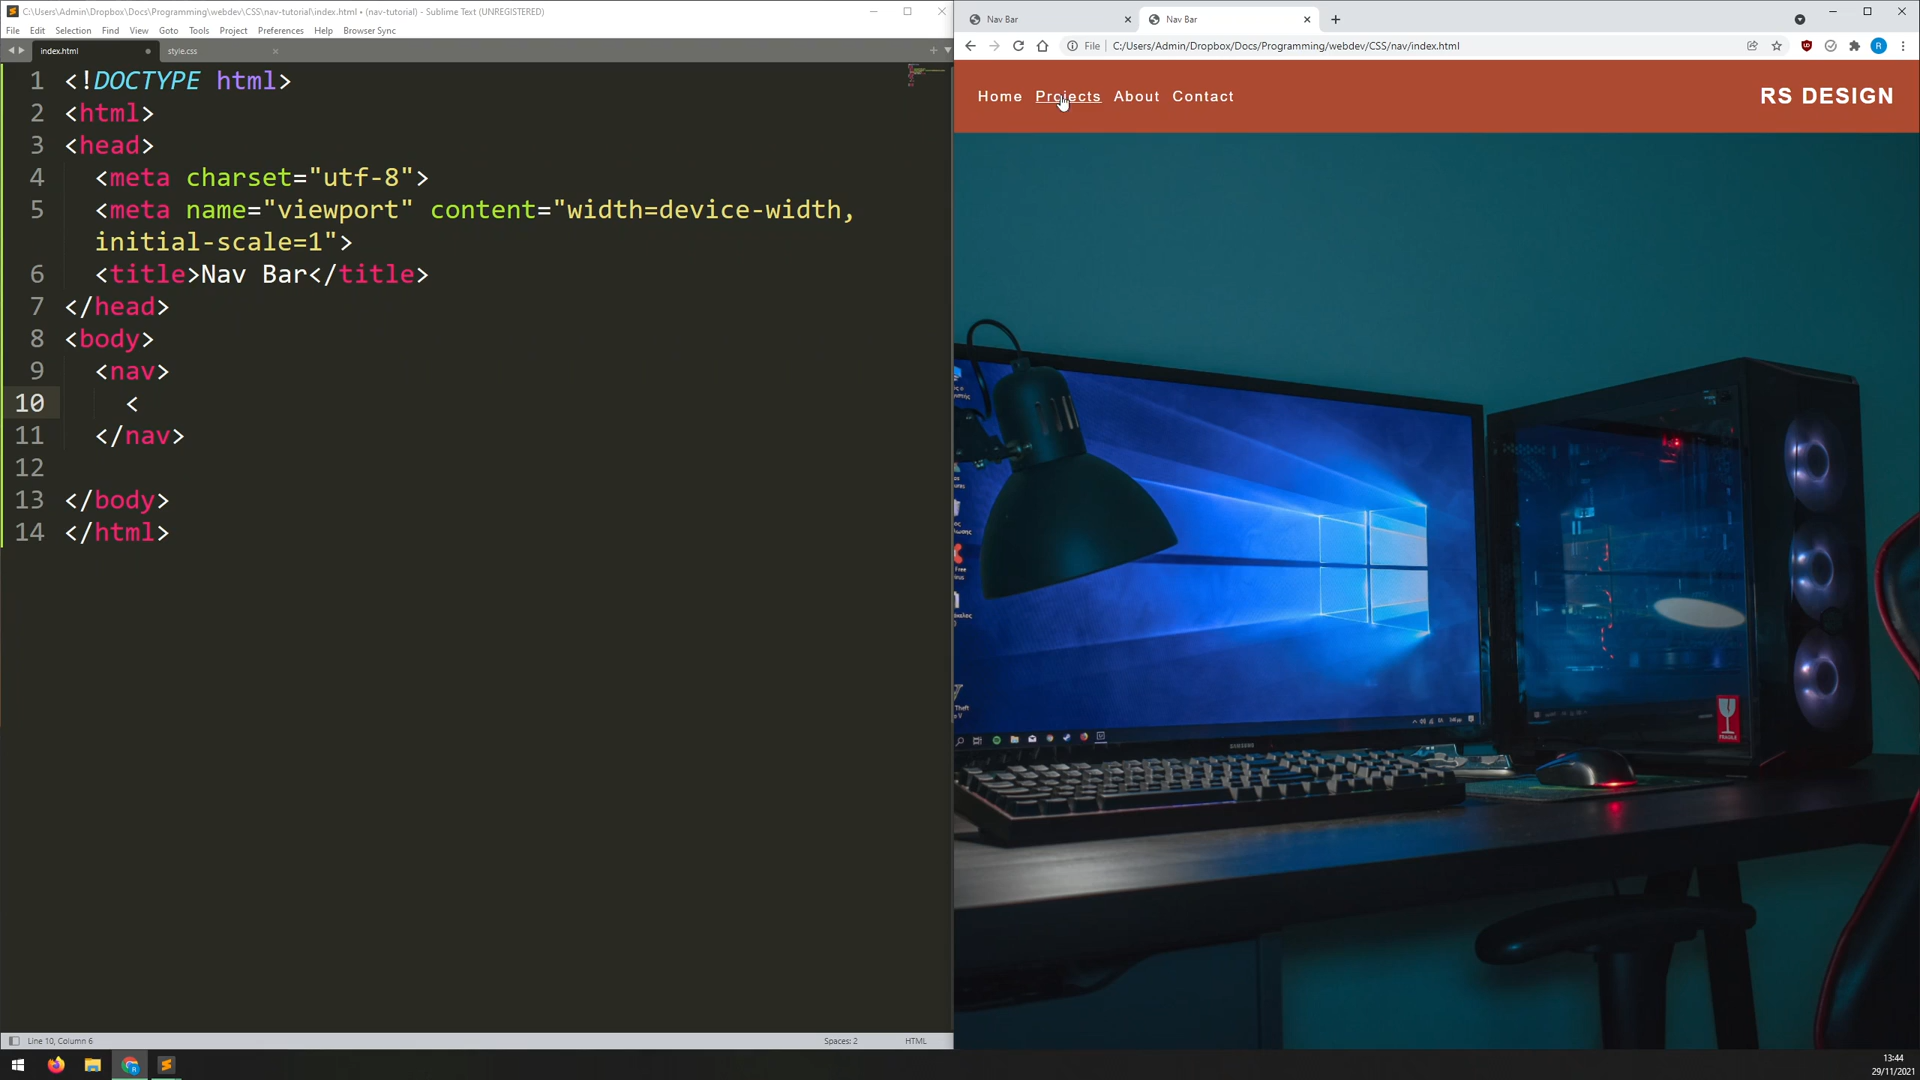 C:\Users\Admin\Dropbox\Docs\Programming\webdev\CSS\nav-tutorial\index.html • (nav-tutorial) - Sublime Text (UNREGISTERED)
File Edit Selection Find View Goto Tools Project Preferences Help Browser Sync
index.html style.css
1 <!DOCTYPE html>
2 <html>
3 <head>
4 <meta charset="utf-8">
5 <meta name="viewport" content="width=device-width,
initial-scale=1">
6 <title>Nav Bar</title>
7 </head>
8 <body>
9 <nav>
10 <
11 </nav>
12
13 </body>
14 </html>
Line 10, Column 6 Spaces: 2 HTML
Nav Bar Nav Bar
File C:/Users/Admin/Dropbox/Docs/Programming/webdev/CSS/nav/index.html R
Home Projects About Contact RS DESIGN
SAMSUNG
FRAGILE
13:44
29/11/2021